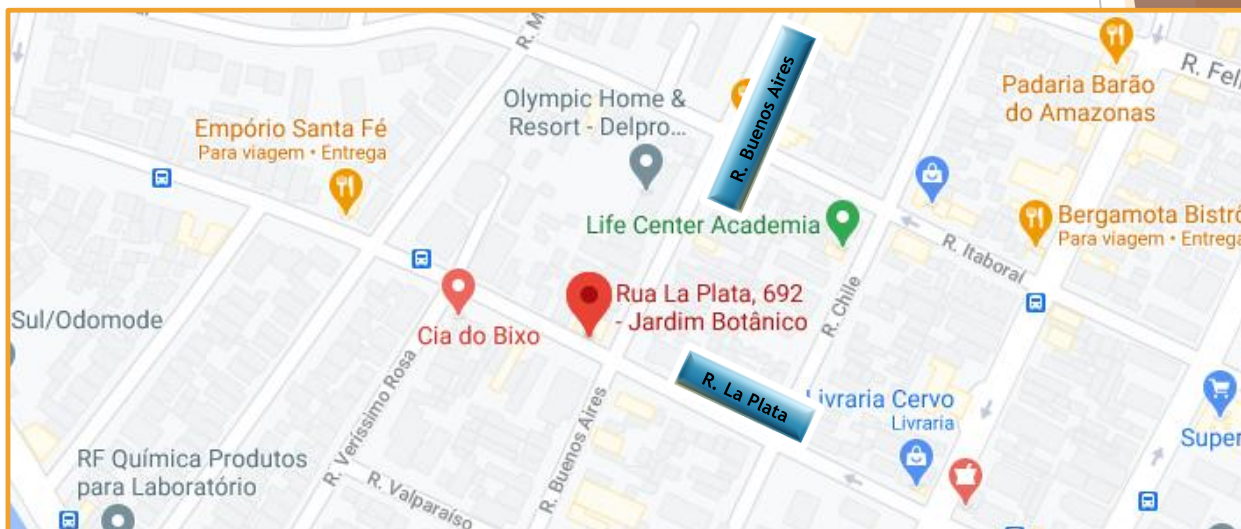 R. M
R. Buenos Aires
R. Feli
Padaria Barão
do Amazonas
Olympic Home &
Resort - Delpro...
Empório Santa Fé
Para viagem • Entrega
Life Center Academia
Bergamota Bistrô
Para viagem • Entrega
R. Itaboraí
Rua La Plata, 692
- Jardim Botânico
R. Chile
Sul/Odomode
Cia do Bixo
R. La Plata
Livraria Cervo
Livraria
R. Veríssimo Rosa
R. Buenos Aires
Super
RF Química Produtos
para Laboratório
R. Valparaíso